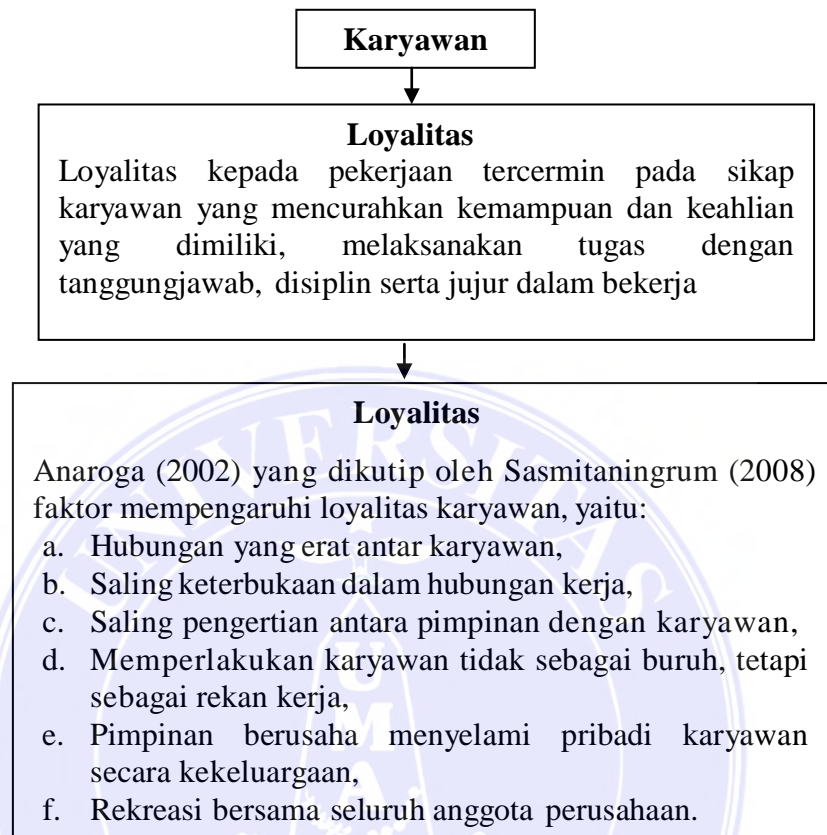 Karyawan
Loyalitas
Loyalitas kepada pekerjaan tercermin pada sikap
karyawan yang mencurahkan kemampuan dan keahlian
yang dimiliki, melaksanakan tugas dengan
tanggungjawab, disiplin serta jujur dalam bekerja
Loyalitas
Anaroga (2002) yang dikutip oleh Sasmitaningrum (2008)
faktor mempengaruhi loyalitas karyawan, yaitu:
a. Hubungan yang erat antar karyawan,
b. Saling keterbukaan dalam hubungan kerja,
c. Saling pengertian antara pimpinan dengan karyawan,
d. Memperlakukan karyawan tidak sebagai buruh, tetapi
sebagai rekan kerja,
e. Pimpinan berusaha menyelami pribadi karyawan
secara kekeluargaan,
f. Rekreasi bersama seluruh anggota perusahaan.
UNIVERSITAS
UMA